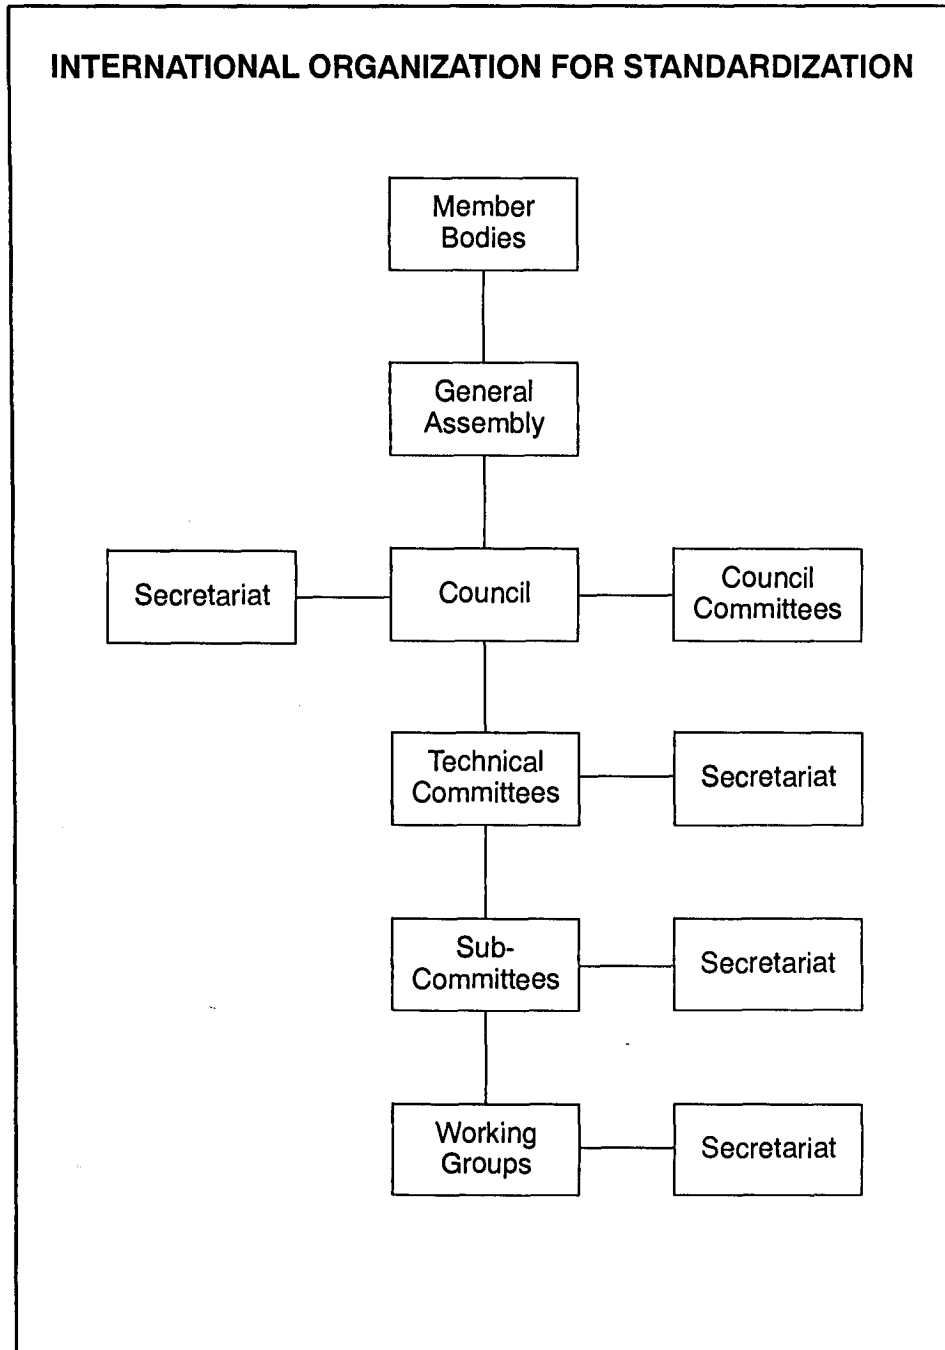 INTERNATIONAL ORGANIZATION FOR STANDARDIZATION
Member
Bodies
General
Assembly
Secretariat
Council
Council
Committees
Technical
Committees
Secretariat
Sub-
Committees
Secretariat
Working
Groups
Secretariat